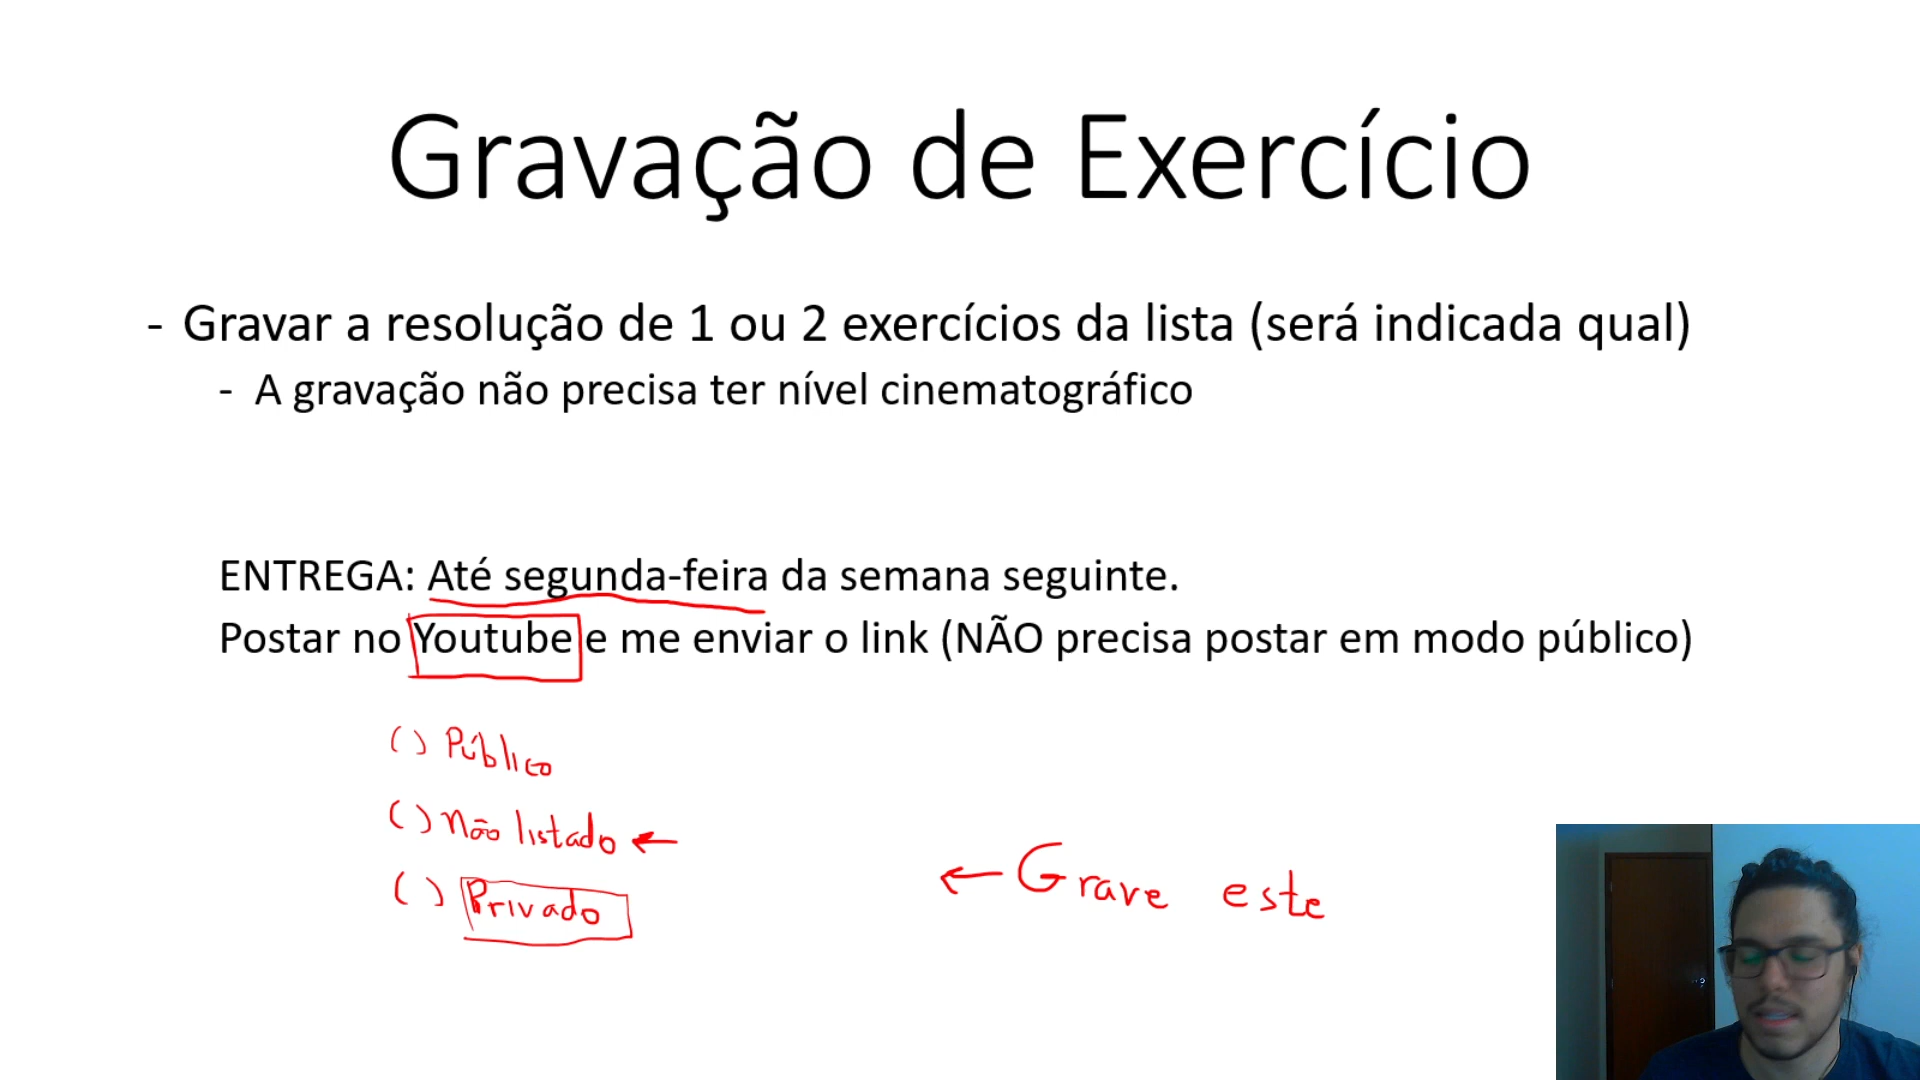 Gravação de Exercício
- Gravar a resolução de 1 ou 2 exercícios da lista (será indicada qual)
- A gravação não precisa ter nível cinematográfico
ENTREGA: Até segunda-feira da semana seguinte.
Postar no Youtube e me enviar o link (NÃO precisa postar em modo público)
( ) Público
( ) Não listado ←
( ) Privado
← Grave este